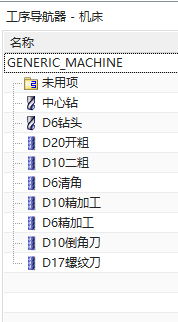 工序导航器 - 机床
名称
GENERIC_MACHINE
未用项
中心钻
D6钻头
D20开粗
D10二粗
D6清角
D10精加工
D6精加工
D10倒角刀
D17螺纹刀